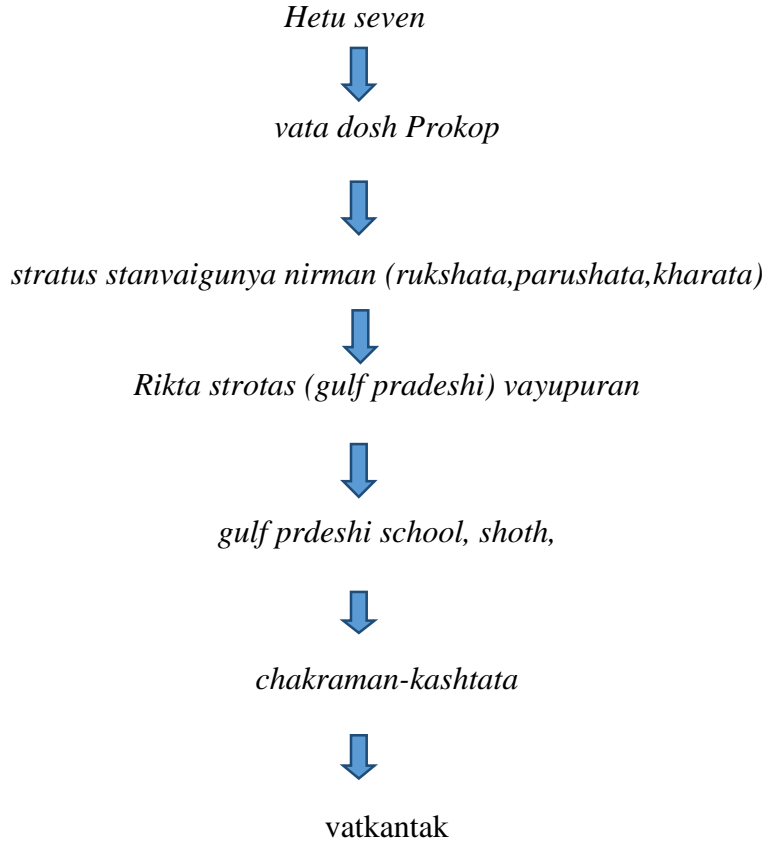 Hetu seven
vata dosh Prokop
stratus stanvaigunya nirman (rukshata,parushata,kharata)
Rikta strotas (gulf pradeshi) vayupuran
gulf prdeshi school, shoth,
chakraman-kashtata
vatkantak